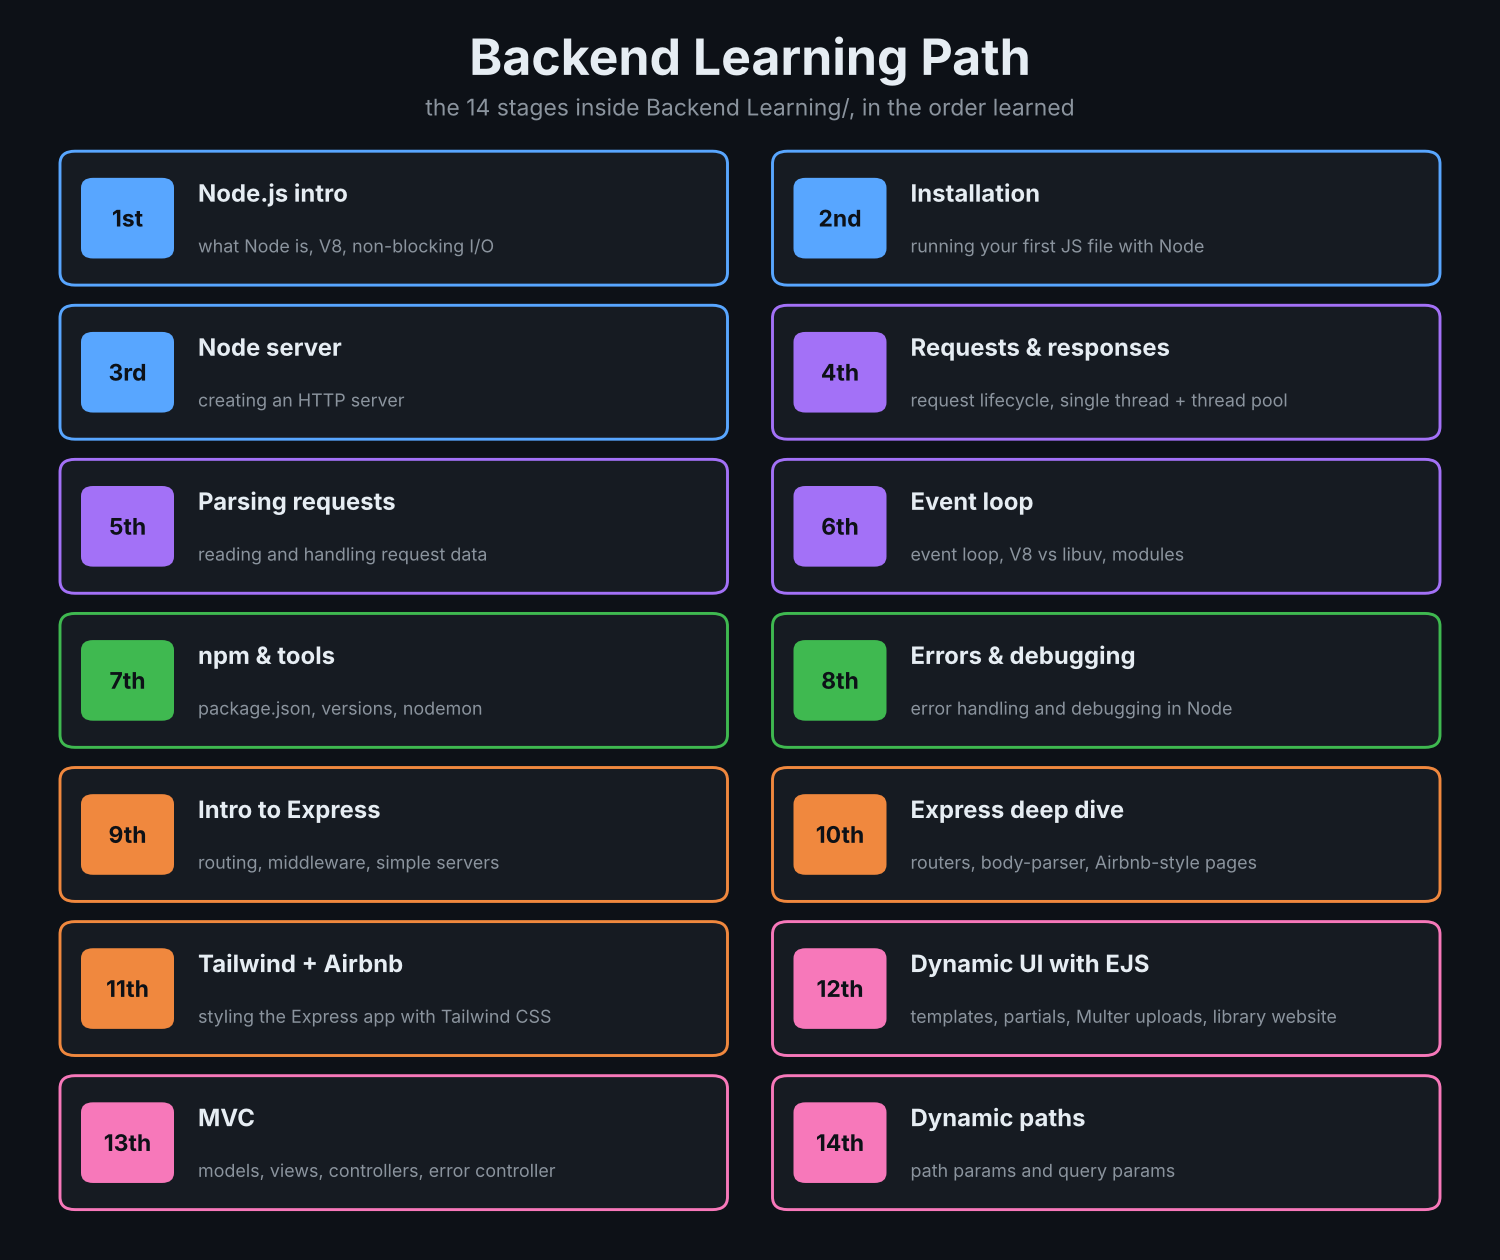 Backend Learning Path
the 14 stages inside Backend Learning/, in the order learned
1st
Node.js intro
what Node is, V8, non-blocking I/O
2nd
Installation
running your first JS file with Node
3rd
Node server
creating an HTTP server
4th
Requests & responses
request lifecycle, single thread + thread pool
5th
Parsing requests
reading and handling request data
6th
Event loop
event loop, V8 vs libuv, modules
7th
npm & tools
package.json, versions, nodemon
8th
Errors & debugging
error handling and debugging in Node
9th
Intro to Express
routing, middleware, simple servers
10th
Express deep dive
routers, body-parser, Airbnb-style pages
11th
Tailwind + Airbnb
styling the Express app with Tailwind CSS
12th
Dynamic UI with EJS
templates, partials, Multer uploads, library website
13th
MVC
models, views, controllers, error controller
14th
Dynamic paths
path params and query params